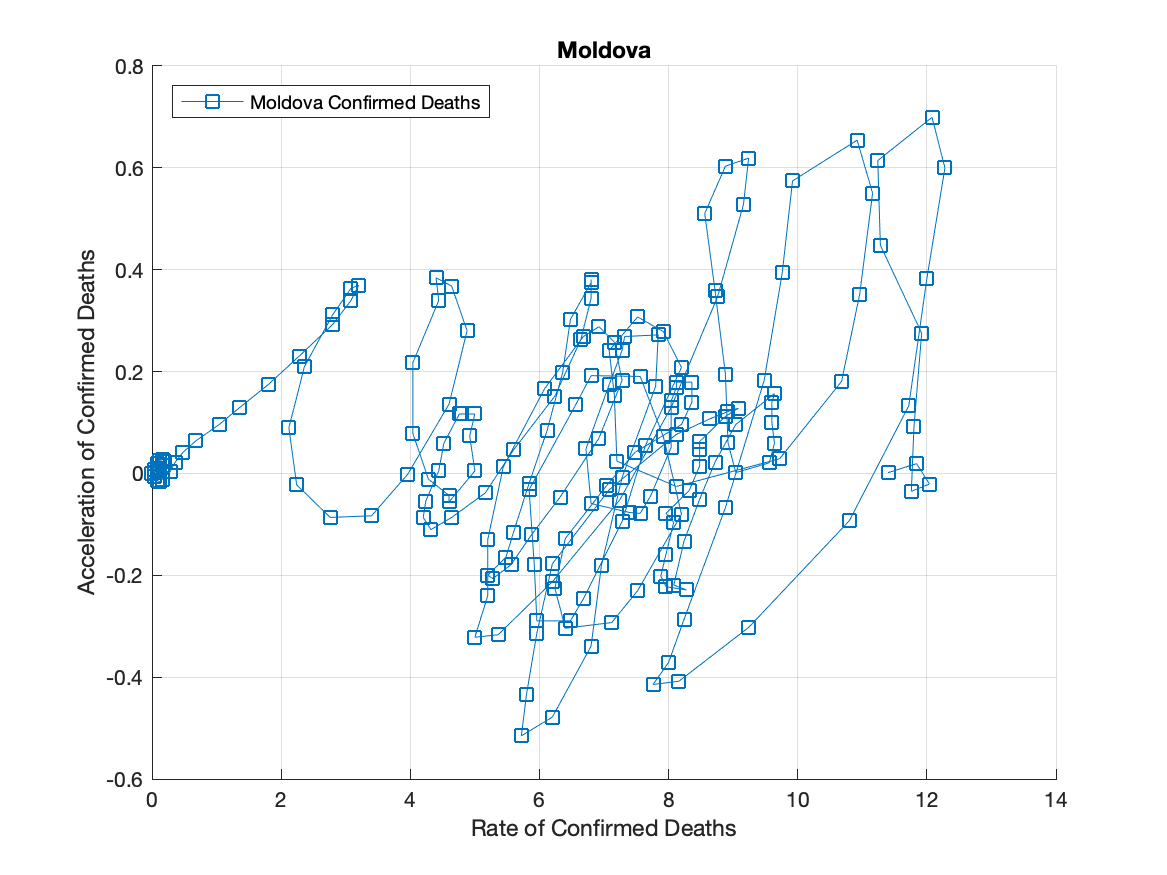 Moldova
0.8
Moldova Confirmed Deaths
0.6
0.4
0.2
0
-0.2
-0.4
-0.6
Acceleration of Confirmed Deaths
0 2 4 6 8 10 12 14
Rate of Confirmed Deaths